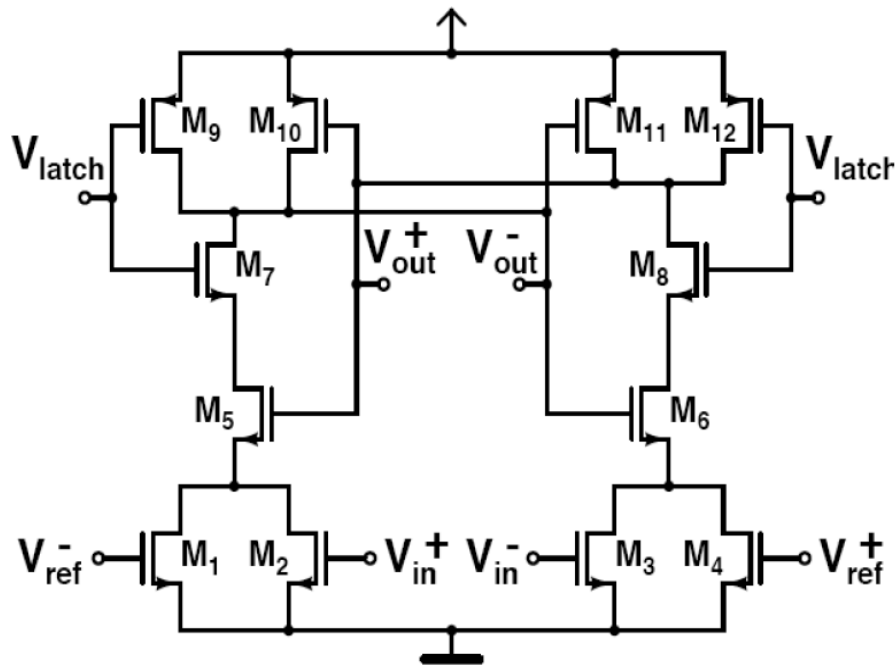 M9 M10 M11 M12
Vlatch Vlatch
Vout+ Vout-
M7 M8
M5 M6
Vref- M1 M2 Vin+ Vin- M3 M4 Vref+